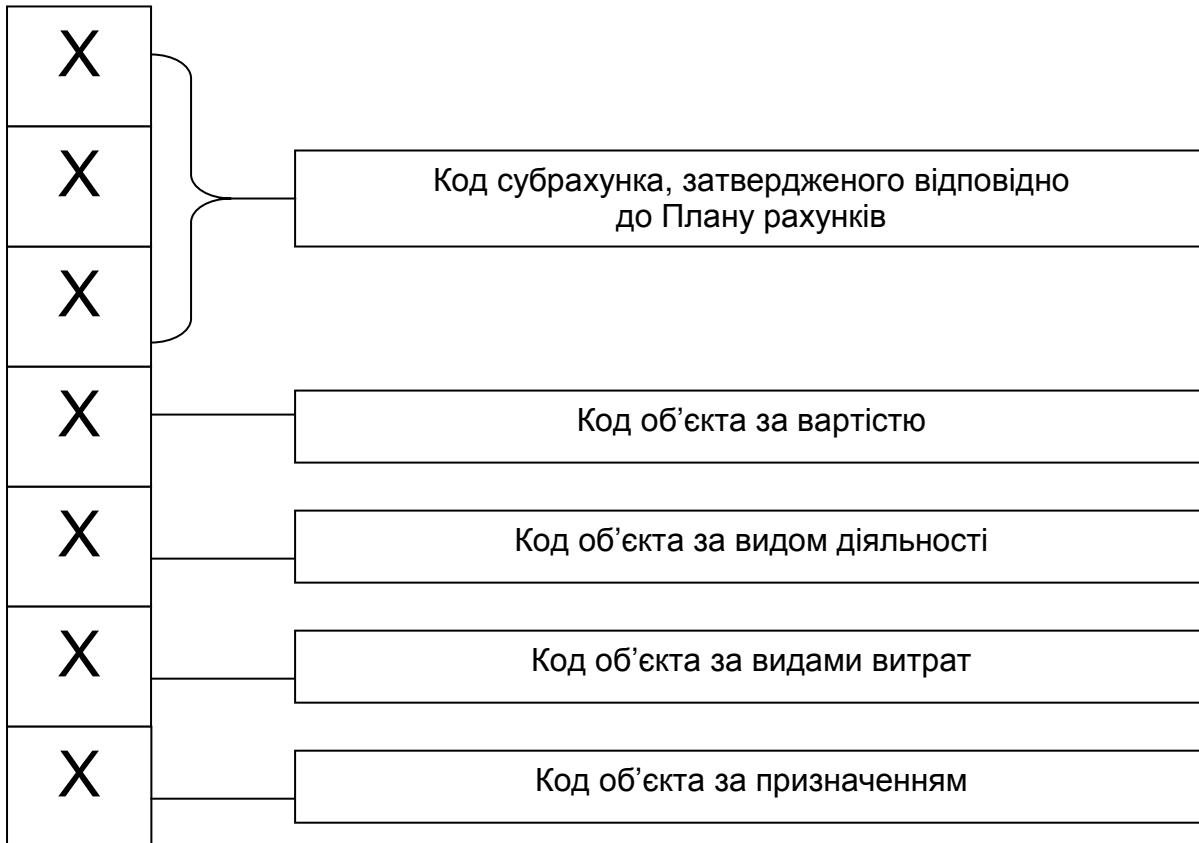 X
X
X
X
X
X
X
Код субрахунка, затвердженого відповідно
до Плану рахунків
Код об’єкта за вартістю
Код об’єкта за видом діяльності
Код об’єкта за видами витрат
Код об’єкта за призначенням